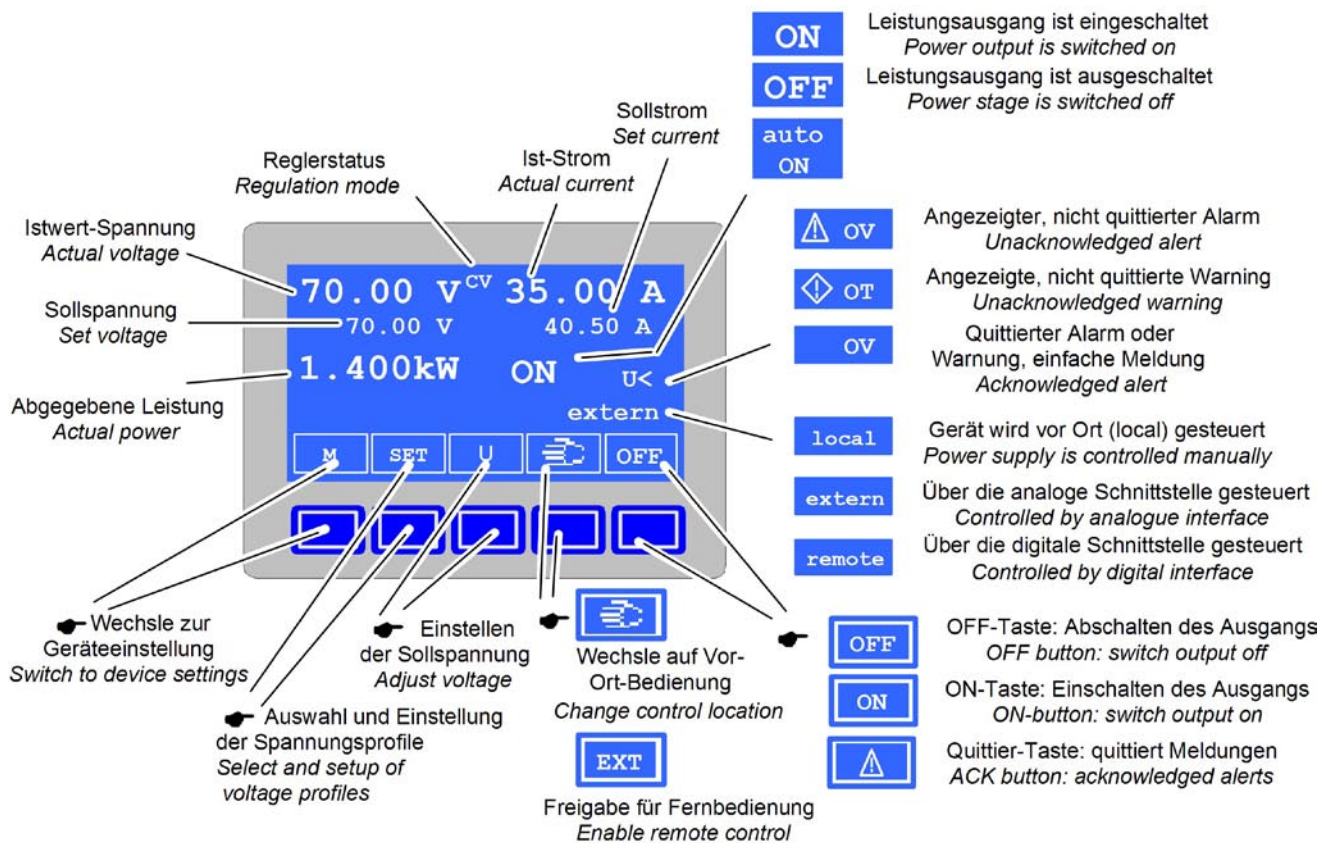 ON
Leistungsausgang ist eingeschaltet
Power output is switched on
OFF
Leistungsausgang ist ausgeschaltet
Power stage is switched off
auto
ON
Sollstrom
Set current
Reglerstatus
Regulation mode
Ist-Strom
Actual current
Istwert-Spannung
Actual voltage
Sollspannung
Set voltage
Abgegebene Leistung
Actual power
70.00 V CV 35.00 A
70.00 V 40.50 A
1.400kW ON U<
extern
M SET U OFF
OV
Angezeigter, nicht quittierter Alarm
Unacknowledged alert
OT
Angezeigte, nicht quittierte Warning
Unacknowledged warning
OV
Quittierter Alarm oder
Warnung, einfache Meldung
Acknowledged alert
local
Gerät wird vor Ort (local) gesteuert
Power supply is controlled manually
extern
Über die analoge Schnittstelle gesteuert
Controlled by analogue interface
remote
Über die digitale Schnittstelle gesteuert
Controlled by digital interface
Wechsle zur
Geräteeinstellung
Switch to device settings
Auswahl und Einstellung
der Spannungsprofile
Select and setup of
voltage profiles
Einstellen
der Sollspannung
Adjust voltage
Wechsle auf Vor-
Ort-Bedienung
Change control location
EXT
Freigabe für Fernbedienung
Enable remote control
OFF
OFF-Taste: Abschalten des Ausgangs
OFF button: switch output off
ON
ON-Taste: Einschalten des Ausgangs
ON-button: switch output on
Quittier-Taste: quittiert Meldungen
ACK button: acknowledged alerts